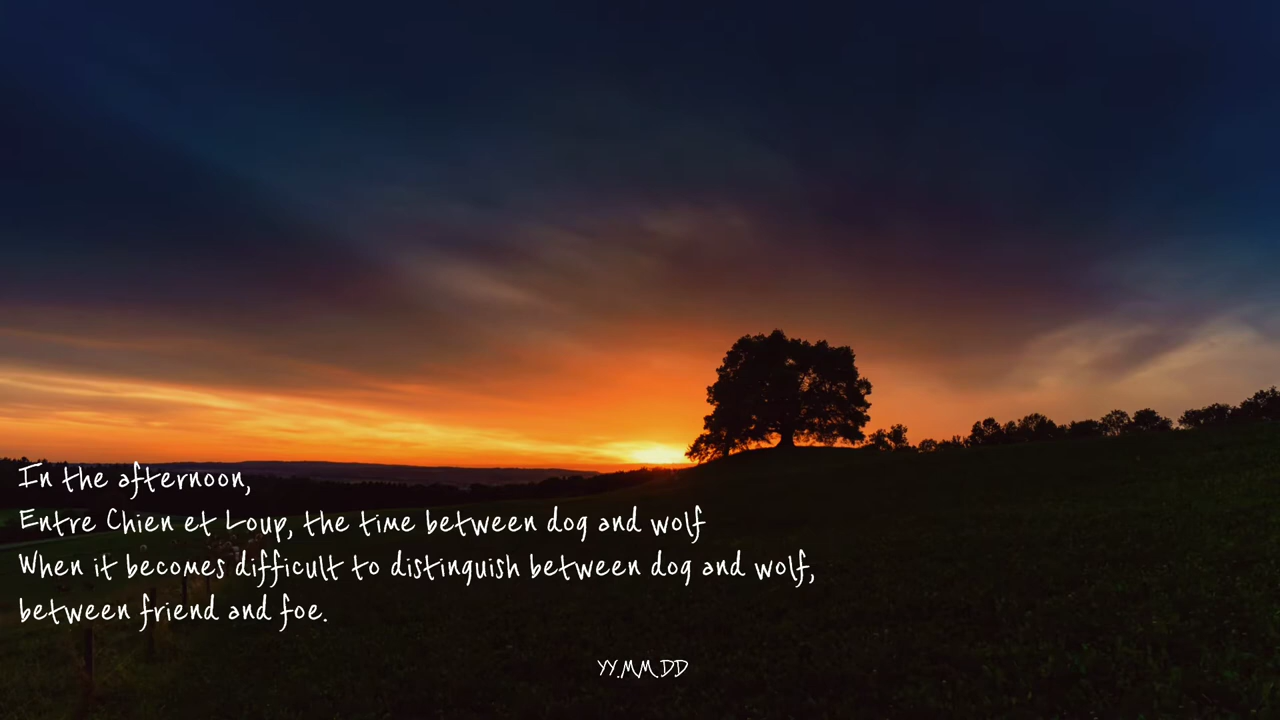 In the afternoon,
Entre Chien et Loup, the time between dog and wolf
When it becomes difficult to distinguish between dog and wolf,
between friend and foe.
YY.MM.DD